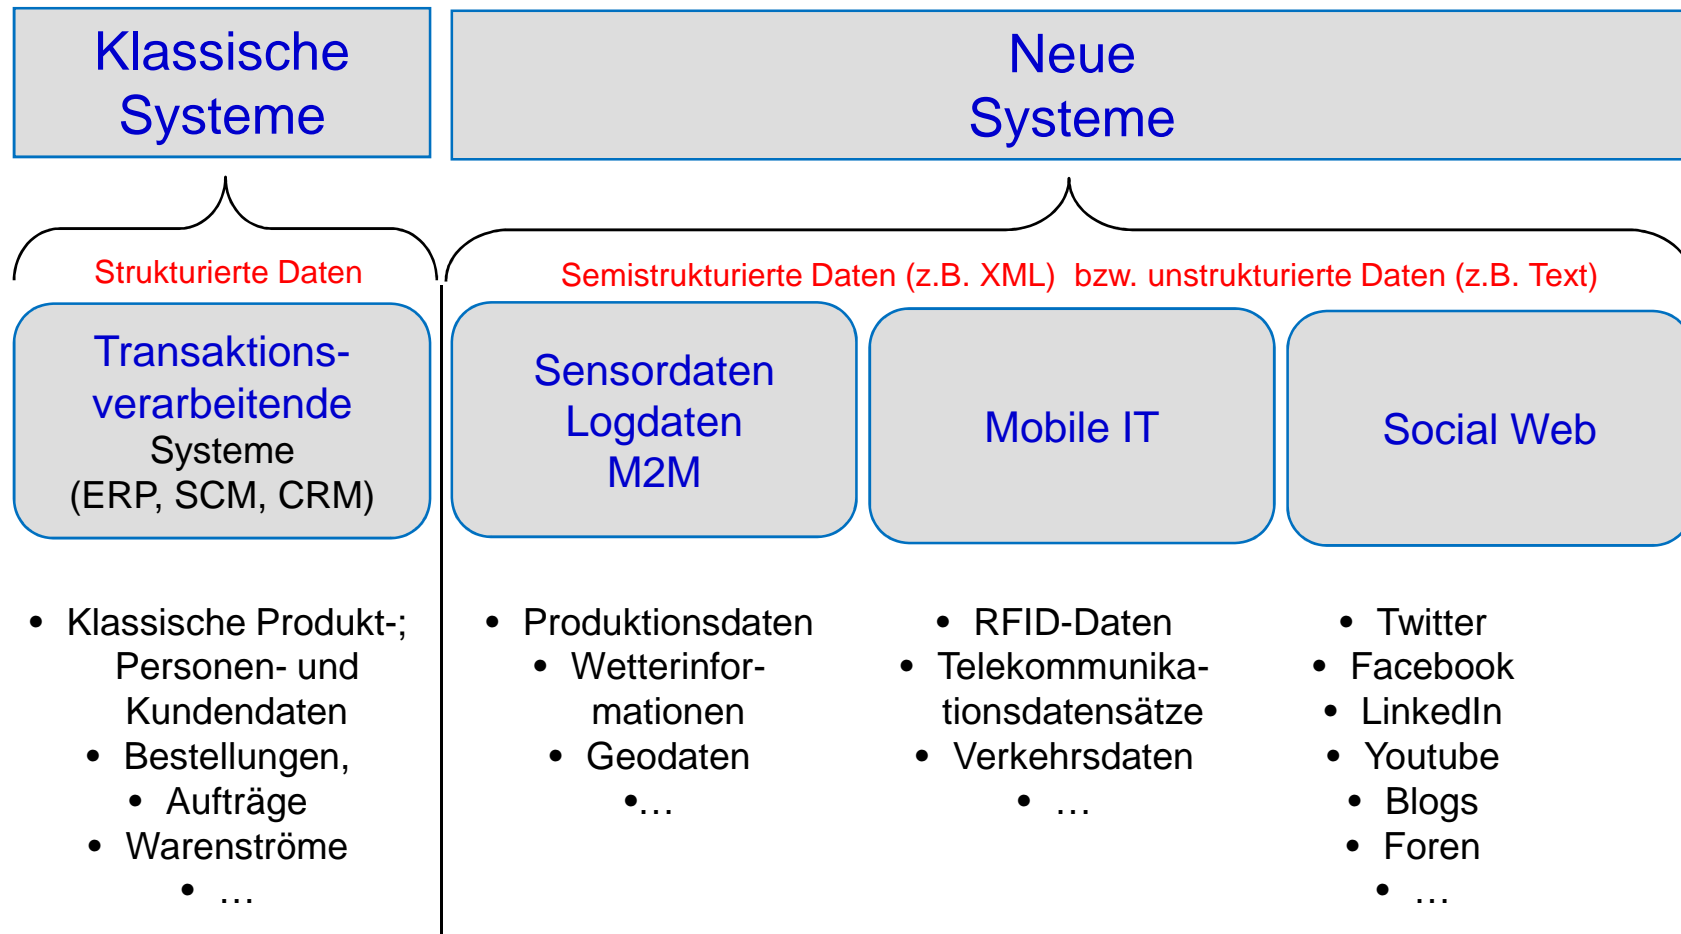 Klassische
Systeme
Neue
Systeme
Strukturierte Daten
Semistrukturierte Daten (z.B. XML)  bzw. unstrukturierte Daten (z.B. Text)
Transaktions-
verarbeitende
Systeme
(ERP, SCM, CRM)
Sensordaten
Logdaten
M2M
Mobile IT
Social Web
• Klassische Produkt-;
Personen- und
Kundendaten
• Bestellungen,
• Aufträge
• Warenströme
• …
• Produktionsdaten
• Wetterinfor-
mationen
• Geodaten
•…
• RFID-Daten
• Telekommunika-
tionsdatensätze
• Verkehrsdaten
• …
• Twitter
• Facebook
• LinkedIn
• Youtube
• Blogs
• Foren
• …